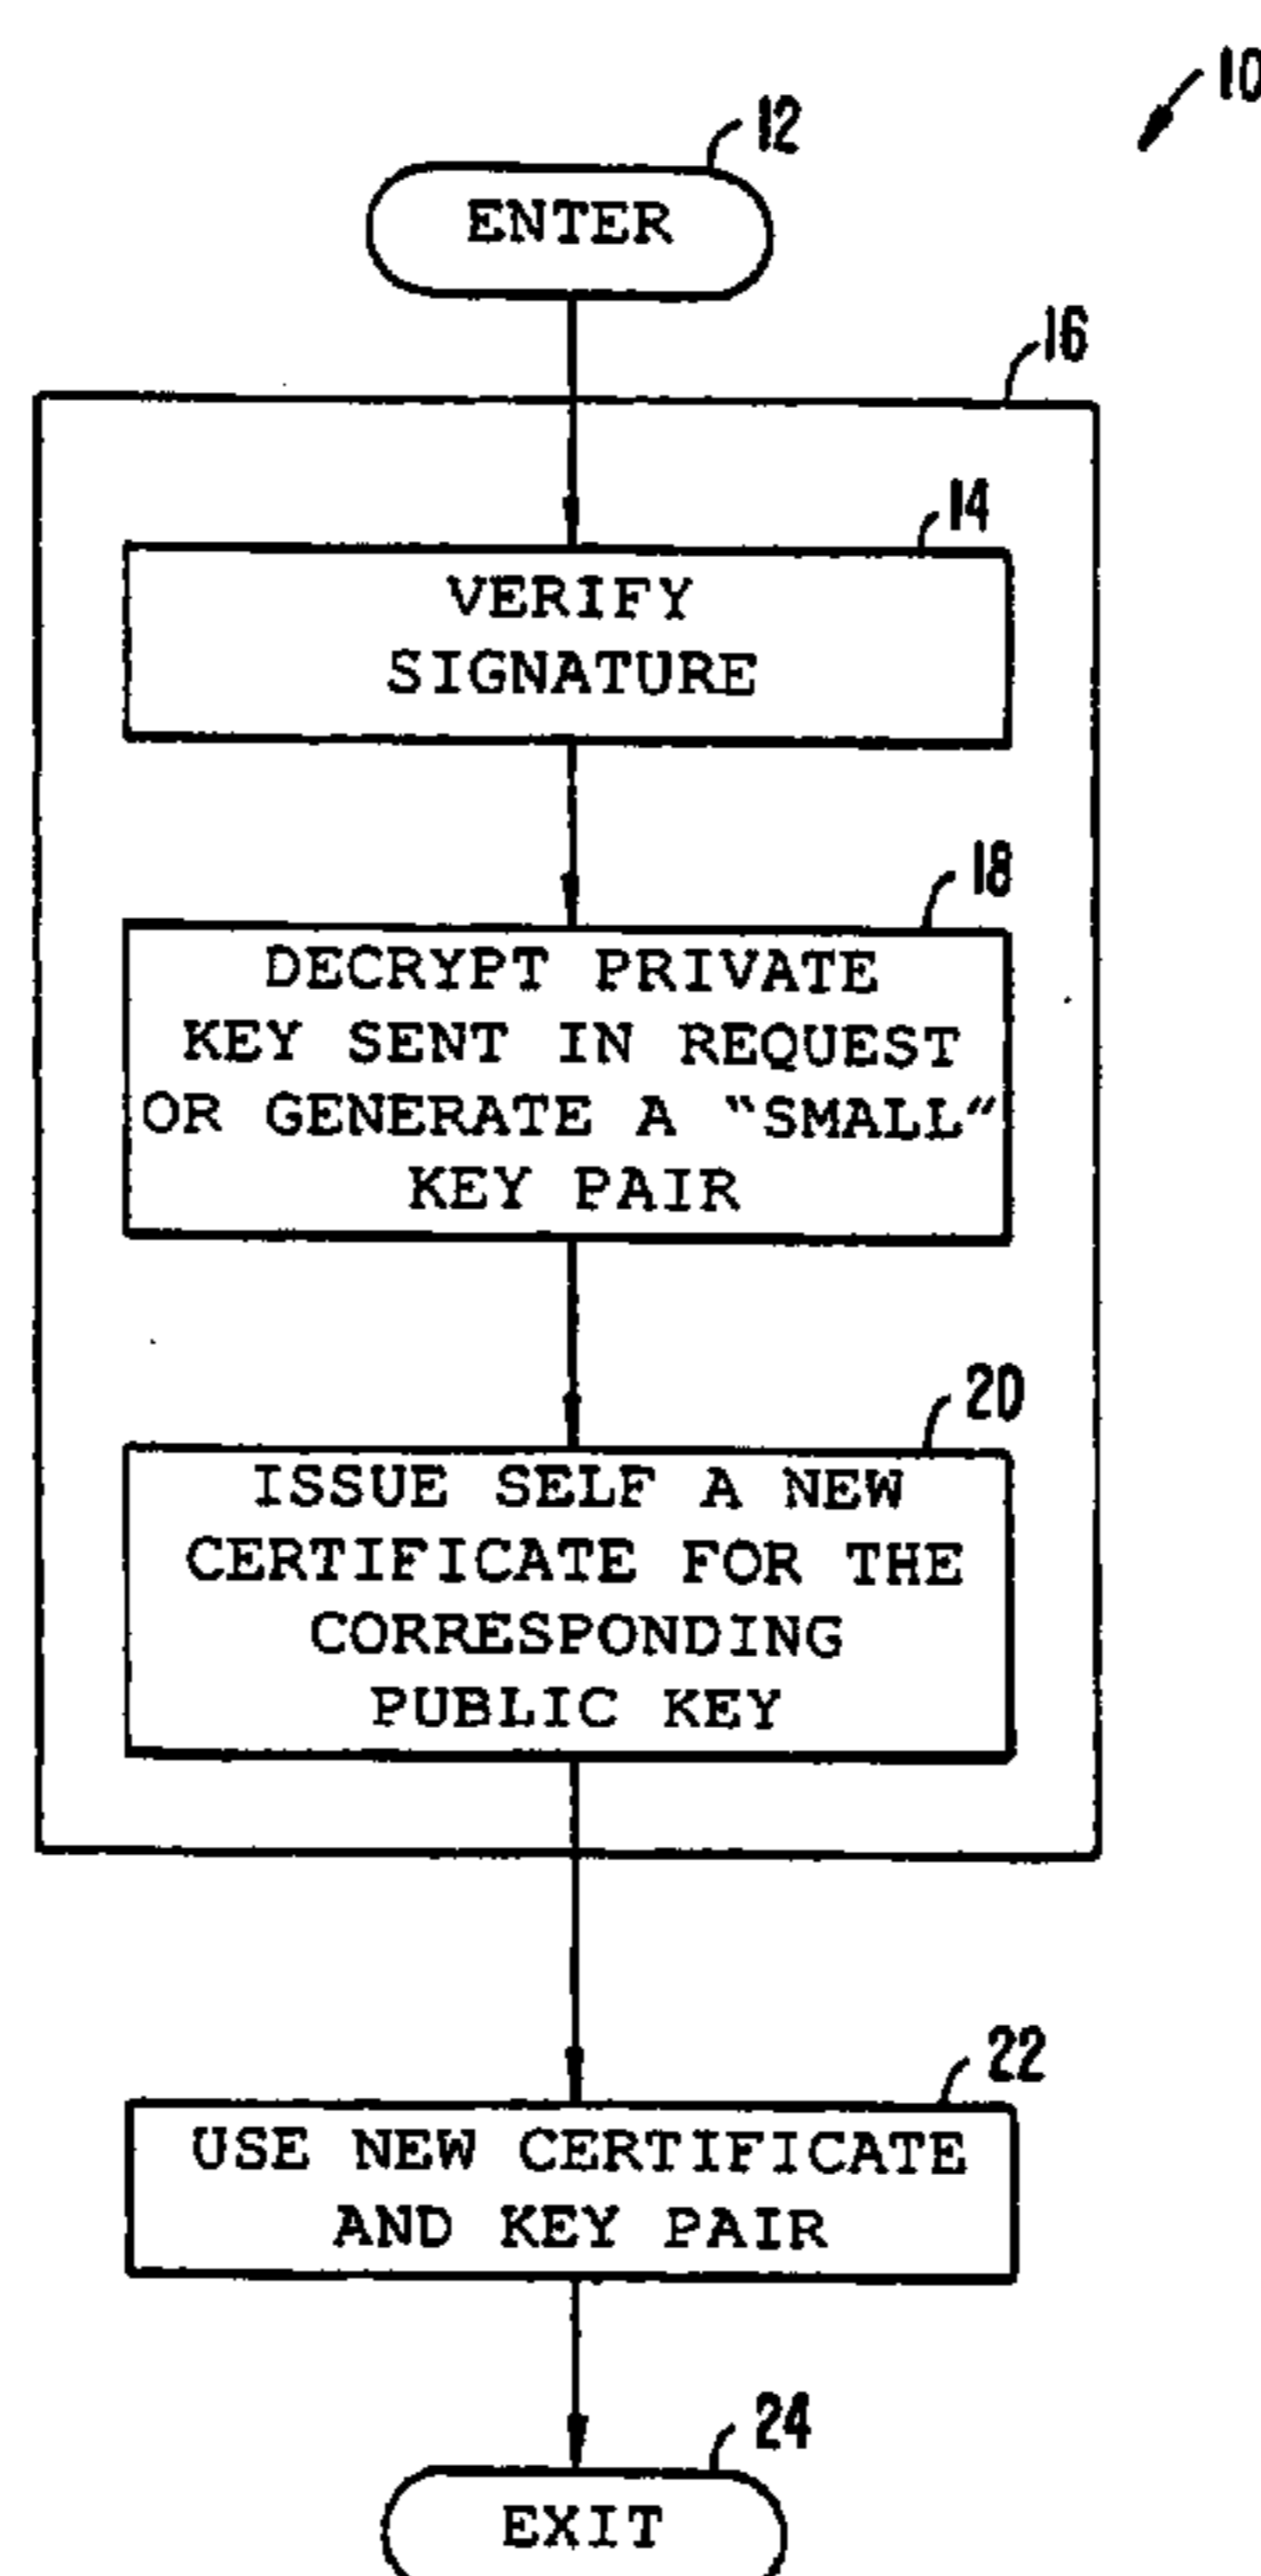 10
12
ENTER
16
14
VERIFY
SIGNATURE
18
DECRYPT PRIVATE
KEY SENT IN REQUEST
OR GENERATE A “SMALL”
KEY PAIR
20
ISSUE SELF A NEW
CERTIFICATE FOR THE
CORRESPONDING
PUBLIC KEY
22
USE NEW CERTIFICATE
AND KEY PAIR
24
EXIT